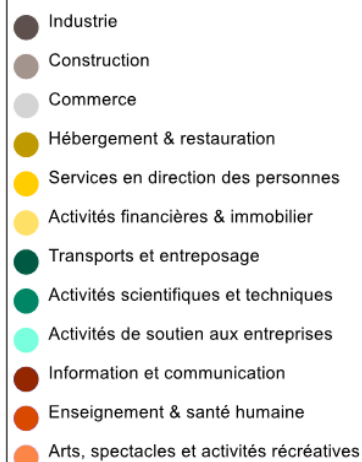 Industrie
Construction
Commerce
Hébergement & restauration
Services en direction des personnes
Activités financières & immobilier
Transports et entreposage
Activités scientifiques et techniques
Activités de soutien aux entreprises
Information et communication
Enseignement & santé humaine
Arts, spectacles et activités récréatives